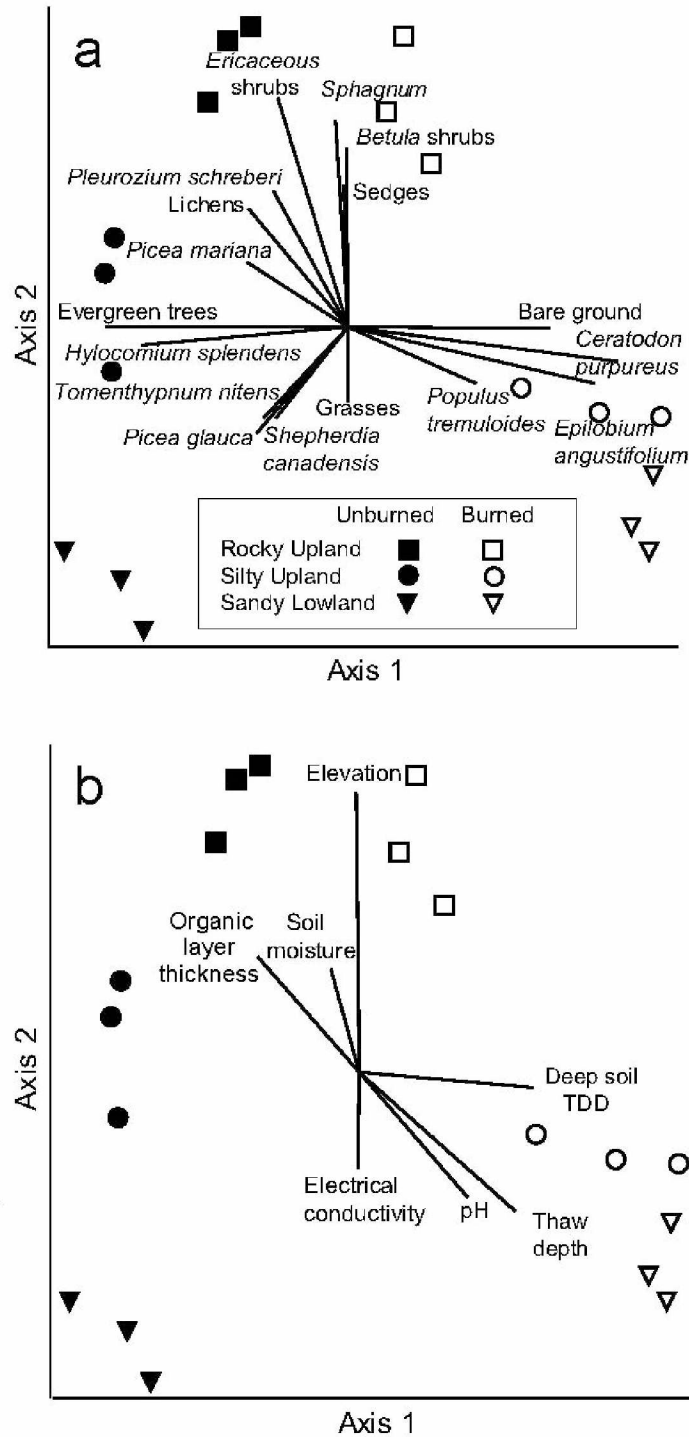 a
Ericaceous
shrubs
Sphagnum
Betula shrubs
Pleurozium schreberi
Sedges
Lichens
Picea mariana
Evergreen trees
Bare ground
Hylocomium splendens
Ceratodon
purpureus
Tomenthypnum nitens
Grasses
Populus
tremuloides
Picea glauca
Shepherdia
canadensis
Epilobium
angustifolium
Axis 2
Unburned Burned
Rocky Upland
Silty Upland
Sandy Lowland
Axis 1
b
Elevation
Organic
layer
thickness
Soil
moisture
Axis 2
Deep soil
TDD
Electrical
conductivity
pH
Thaw
depth
Axis 1